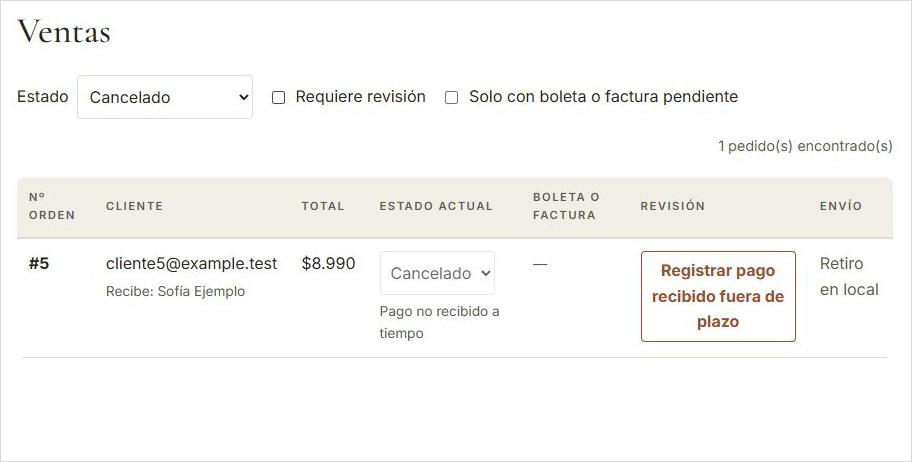 Ventas
Estado Cancelado Requiere revisión Solo con boleta o factura pendiente
1 pedido(s) encontrado(s)
Nº ORDEN CLIENTE TOTAL ESTADO ACTUAL BOLETA O FACTURA REVISIÓN ENVÍO
#5 cliente5@example.test $8.990 Cancelado — Registrar pago recibido fuera de plazo Retiro en local
Recibe: Sofía Ejemplo
Pago no recibido a tiempo